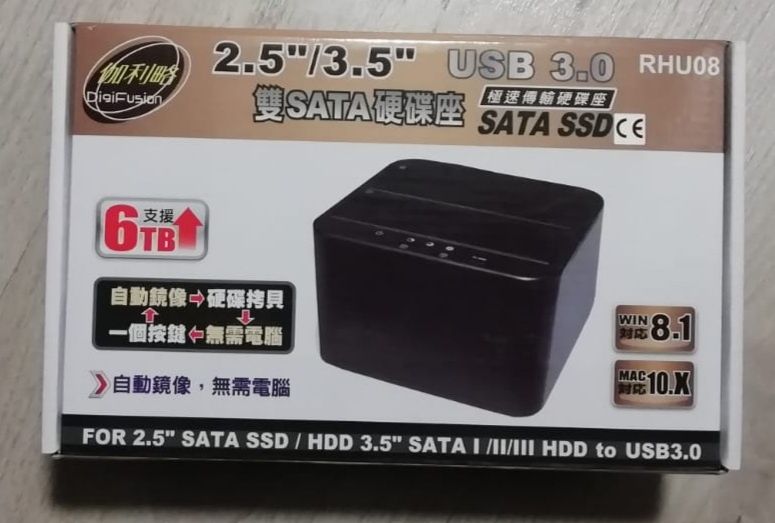 伽利略
DigiFusion
2.5"/3.5" USB 3.0 RHU08
雙SATA硬碟座 極速傳輸硬碟座
SATA SSD CE
支援
6TB
自動鏡像→硬碟拷貝
↑ ↓
一個按鍵←無需電腦
自動鏡像，無需電腦
WIN
対応 8.1
MAC
対応 10.X
FOR 2.5" SATA SSD / HDD 3.5" SATA I /II/III HDD to USB3.0